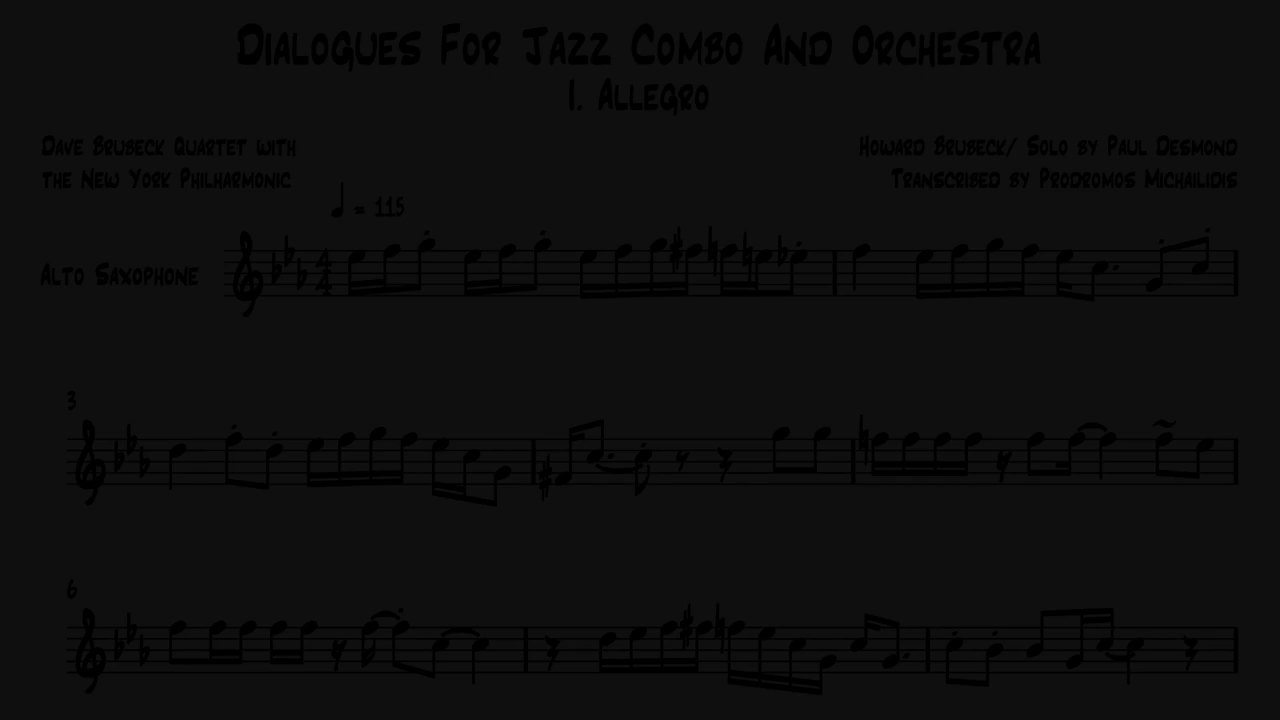 Dialogues For Jazz Combo And Orchestra
1. Allegro
Dave Brubeck Quartet with
the New York Philharmonic
Howard Brubeck/ Solo by Paul Desmond
Transcribed by Prodromos Michailidis
= 115
Alto Saxophone
3
6